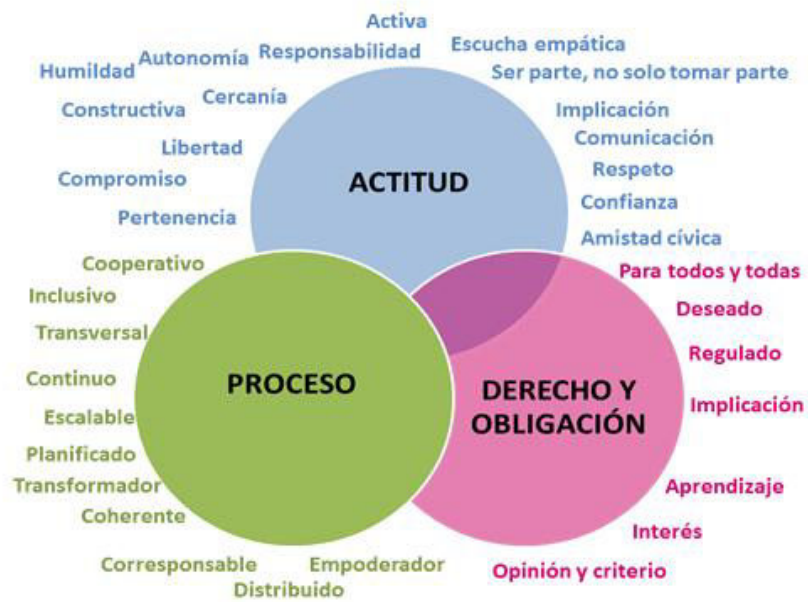 Activa
Responsabilidad
Escucha empática
Autonomía
Humildad
Ser parte, no solo tomar parte
Cercanía
Constructiva
Implicación
Comunicación
Libertad
Respeto
Compromiso
Confianza
Pertenencia
Amistad cívica
ACTITUD
Cooperativo
Inclusivo
Transversal
Continuo
Escalable
Planificado
Transformador
Coherente
Corresponsable
Distribuido
Empoderador
PROCESO
Para todos y todas
Deseado
Regulado
Implicación
Aprendizaje
Interés
Opinión y criterio
DERECHO Y
OBLIGACIÓN